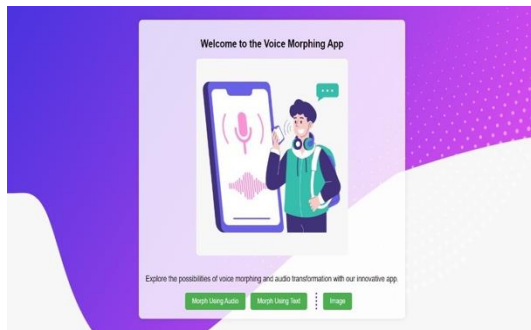 Welcome to the Voice Morphing App
Explore the possibilities of voice morphing and audio transformation with our innovative app.
Morph Using Audio Morph Using Text Image